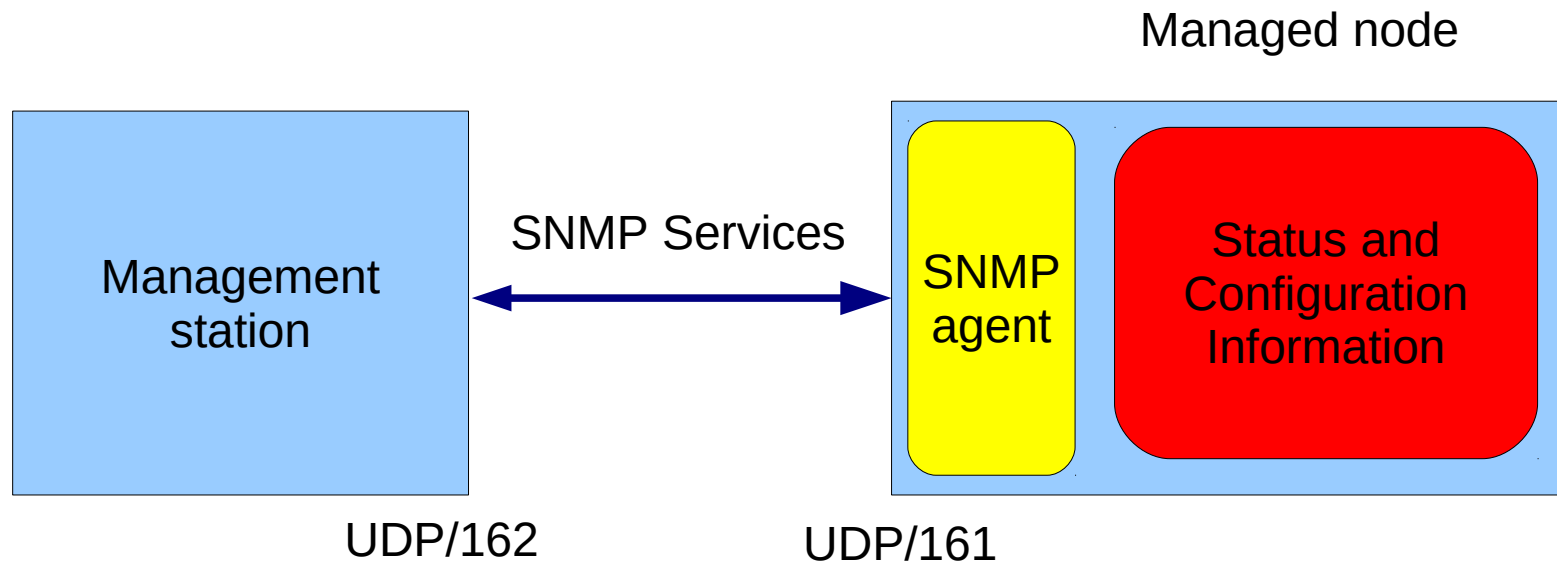 Managed node
Management
station
SNMP Services
SNMP
agent
Status and
Configuration
Information
UDP/162
UDP/161